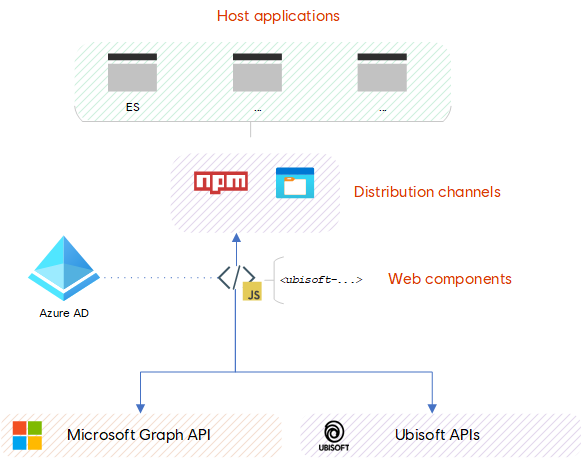 Host applications
ES
...
...
npm
Distribution channels
Azure AD
</>
JS
<ubisoft-...>
Web components
Microsoft Graph API
UBISOFT
Ubisoft APIs